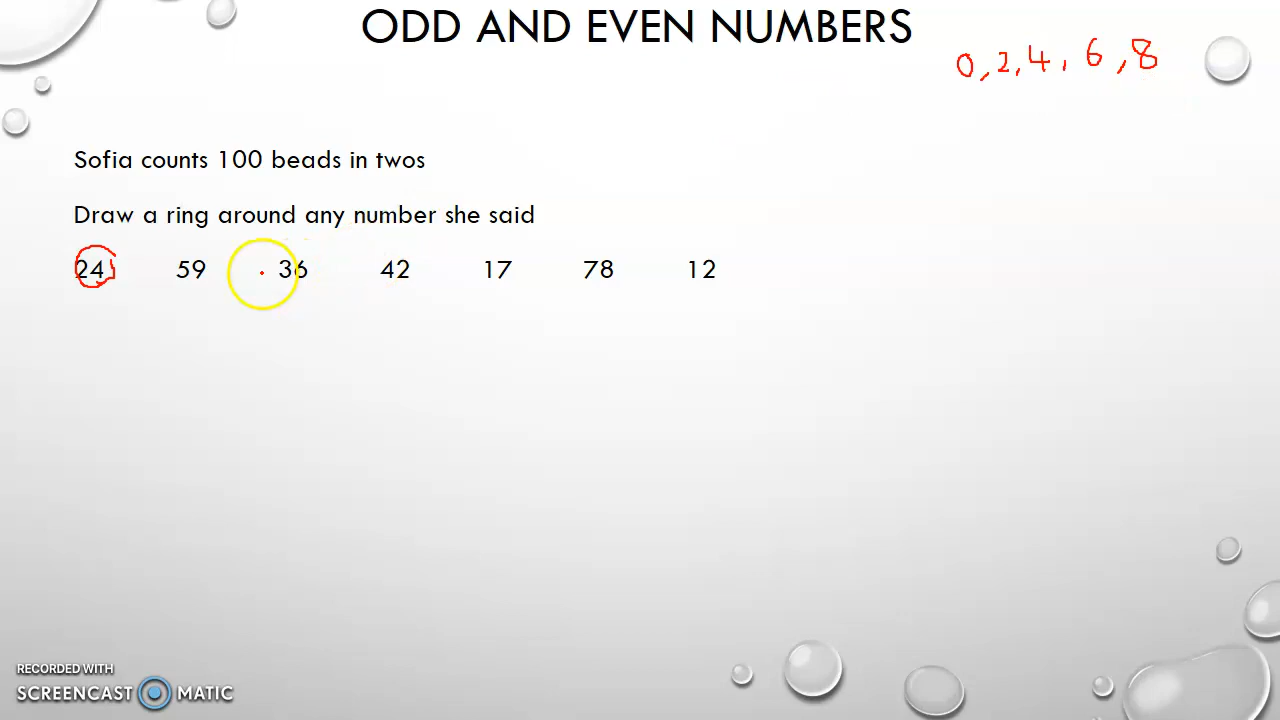 ODD AND EVEN NUMBERS
0, 2, 4, 6, 8
Sofia counts 100 beads in twos
Draw a ring around any number she said
24 59 36 42 17 78 12
RECORDED WITH
SCREENCAST MATIC